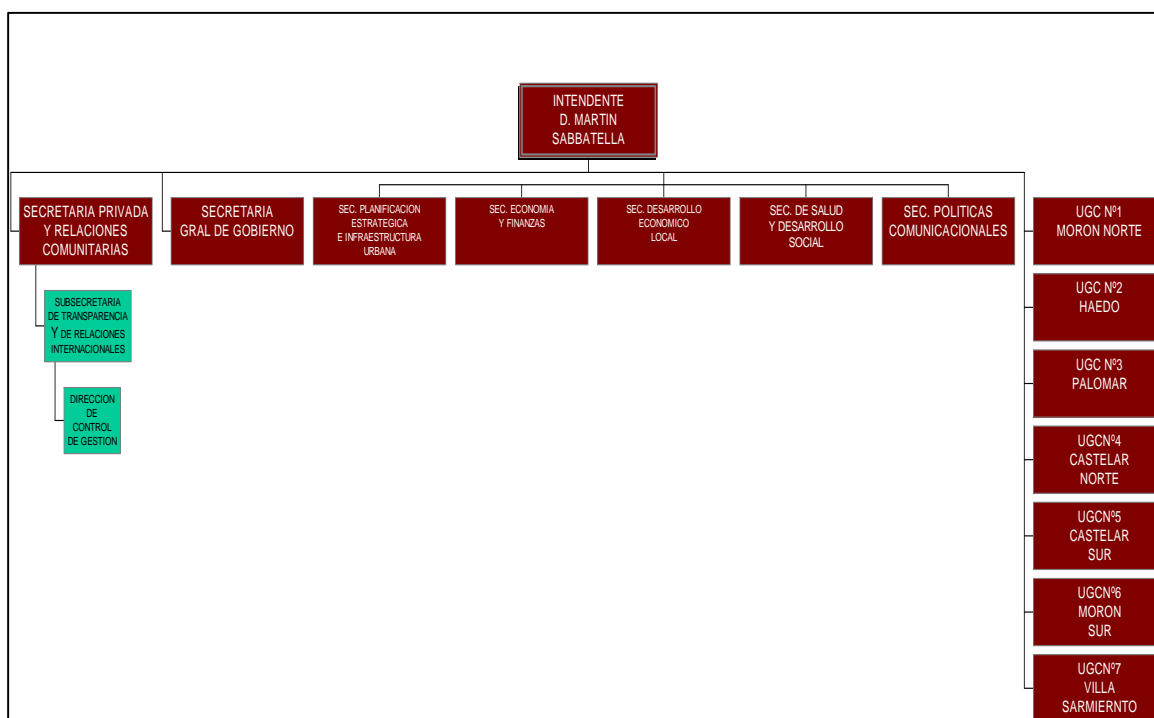 INTENDENTE
D. MARTIN
SABBATELLA
SECRETARIA PRIVADA
Y RELACIONES
COMUNITARIAS
SECRETARIA
GRAL DE GOBIERNO
SEC. PLANIFICACION
ESTRATEGICA
E INFRAESTRUCTURA
URBANA
SEC. ECONOMIA
Y FINANZAS
SEC. DESARROLLO
ECONOMICO
LOCAL
SEC. DE SALUD
Y DESARROLLO
SOCIAL
SEC. POLITICAS
COMUNICACIONALES
UGC Nº1
MORON NORTE
SUBSECRETARIA
DE TRANSPARENCIA
Y DE RELACIONES
INTERNACIONALES
DIRECCION
DE
CONTROL
DE GESTION
UGC Nº2
HAEDO
UGC Nº3
PALOMAR
UGCNº4
CASTELAR
NORTE
UGCNº5
CASTELAR
SUR
UGCNº6
MORON
SUR
UGCNº7
VILLA
SARMIERNTO